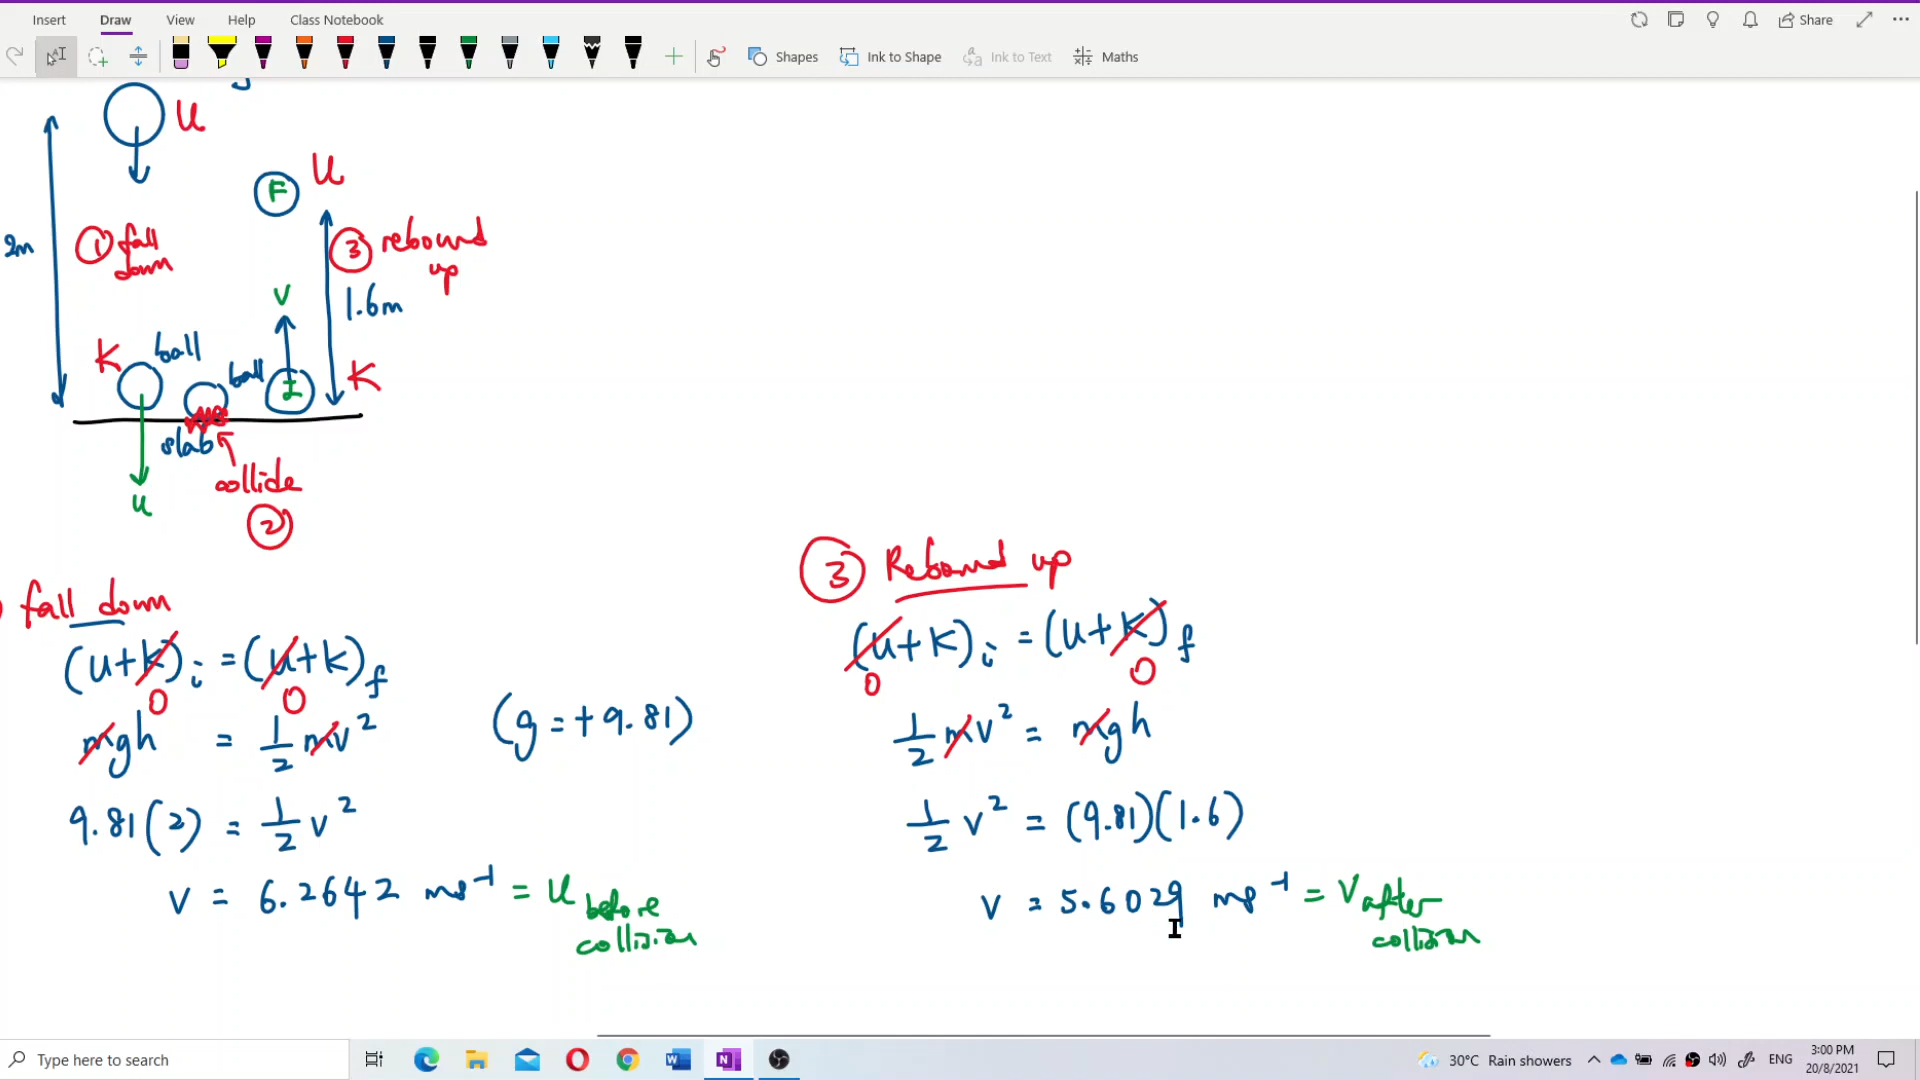 Insert Draw View Help Class Notebook Share
Shapes Ink to Shape Ink to Text Maths
U
U
F
2m
① fall
down
③ rebound
up
V
1.6m
K
ball
ball
I
K
slab
collide
u
②
fall down
(U+K)i = (U+K)f
0 0
mgh = 1/2 mv²
(g = +9.81)
9.81(2) = 1/2 v²
v = 6.2642 ms⁻¹ = u before
collision
③ Rebound up
(U+K)i = (U+K)f
0 0
1/2 mv² = mgh
1/2 v² = (9.81)(1.6)
v = 5.6029 ms⁻¹ = V after
collision
Type here to search
30°C Rain showers
ENG
3:00 PM
20/8/2021